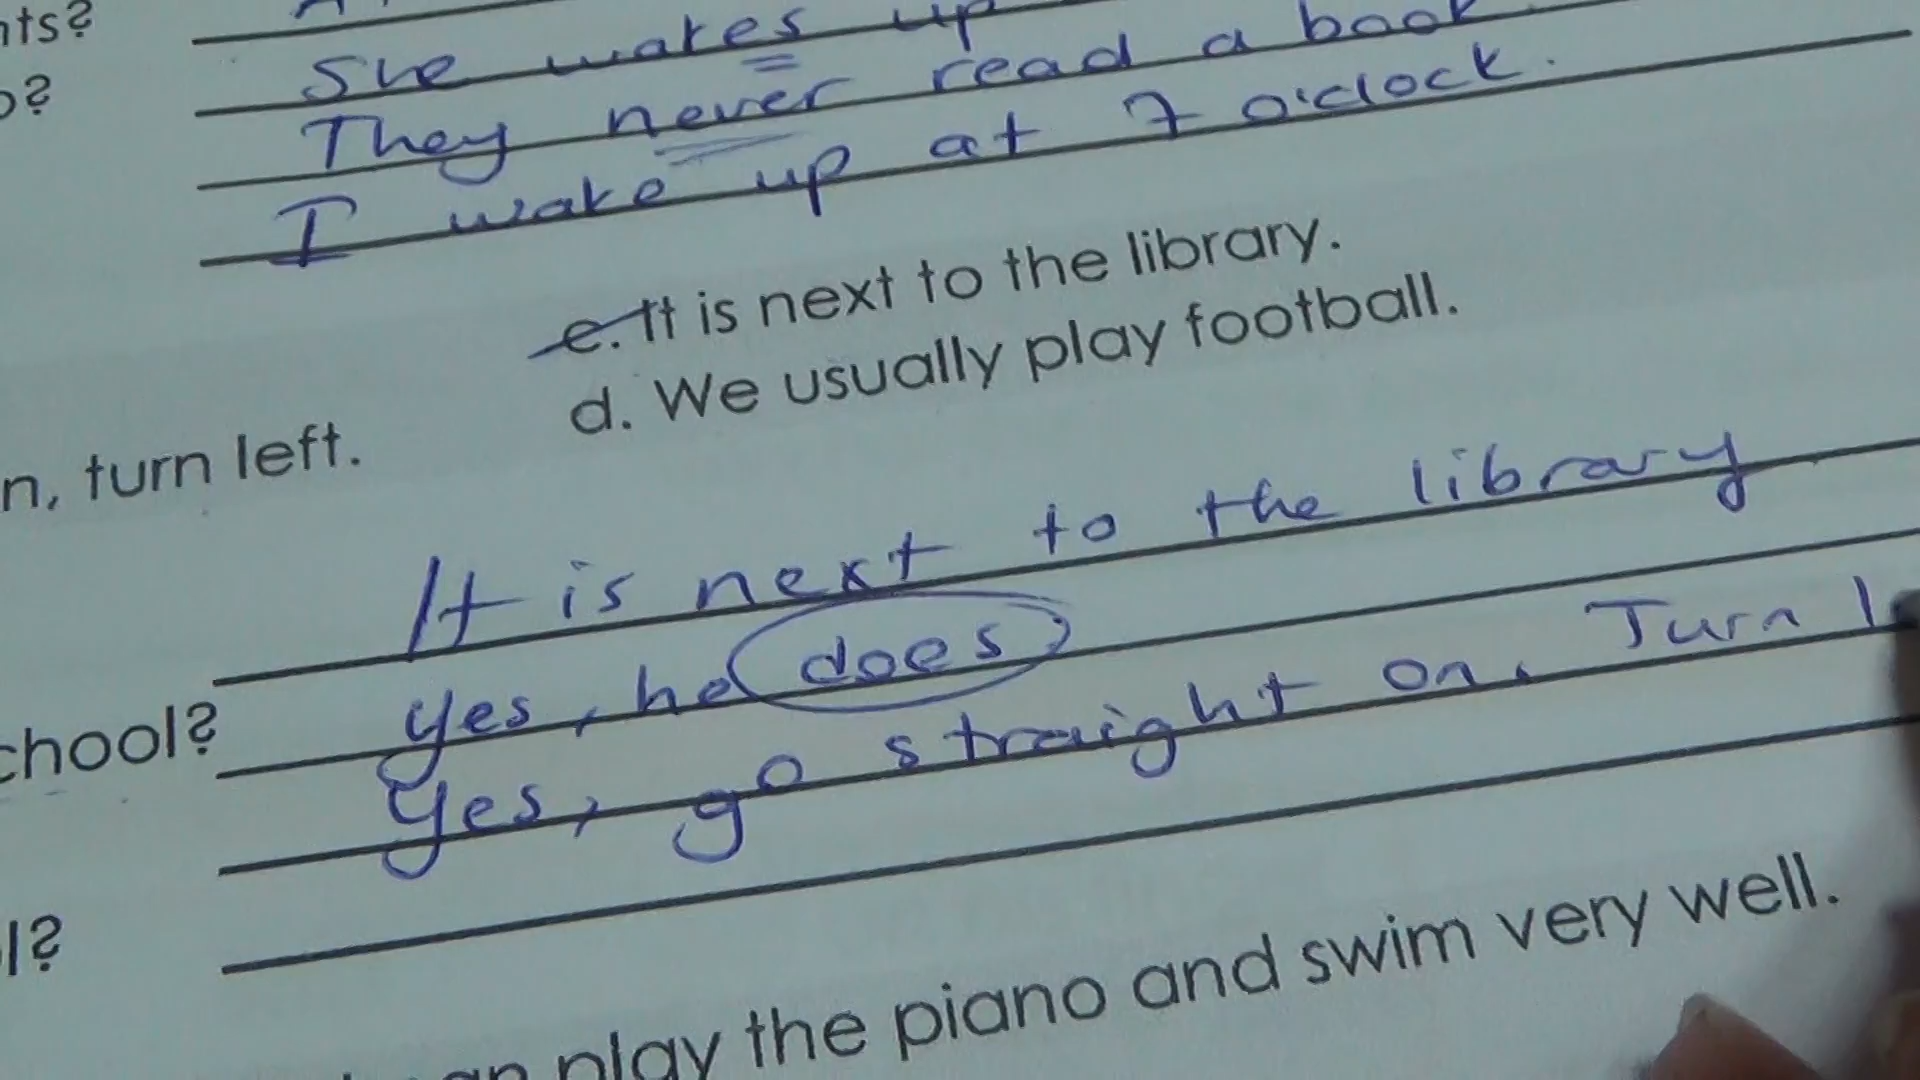 She wakes up
They never read a book
I wake up at 7 o'clock.
e. It is next to the library.
d. We usually play football.
n, turn left.
It is next to the library
chool? yes, he does
Yes, go straight on. Turn l
l?
play the piano and swim very well.